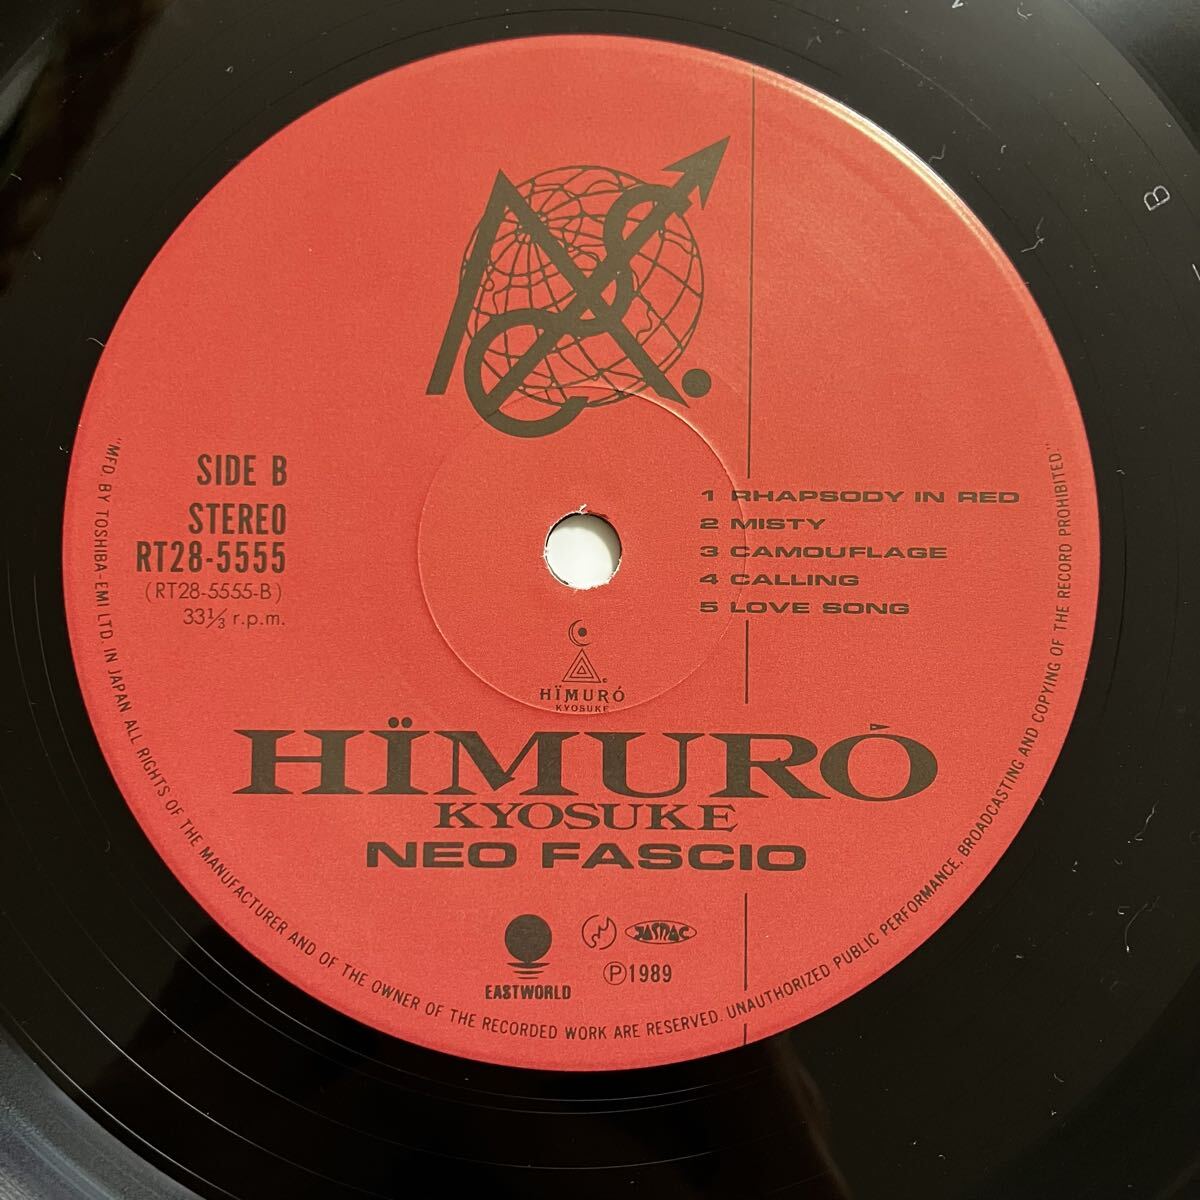 SIDE B
STEREO
RT28-5555
(RT28-5555-B)
33⅓ r.p.m.
1 RHAPSODY IN RED
2 MISTY
3 CAMOUFLAGE
4 CALLING
5 LOVE SONG
HÏMURÓ
KYOSUKE
HÏMURÓ
KYOSUKE
NEO FASCIO
EASTWORLD
JASRAC
Ⓟ1989
"MFD. BY TOSHIBA-EMI LTD. IN JAPAN ALL RIGHTS OF THE MANUFACTURER AND OF THE OWNER OF THE RECORDED WORK ARE RESERVED. UNAUTHORIZED PUBLIC PERFORMANCE, BROADCASTING AND COPYING OF THE RECORD PROHIBITED."
B